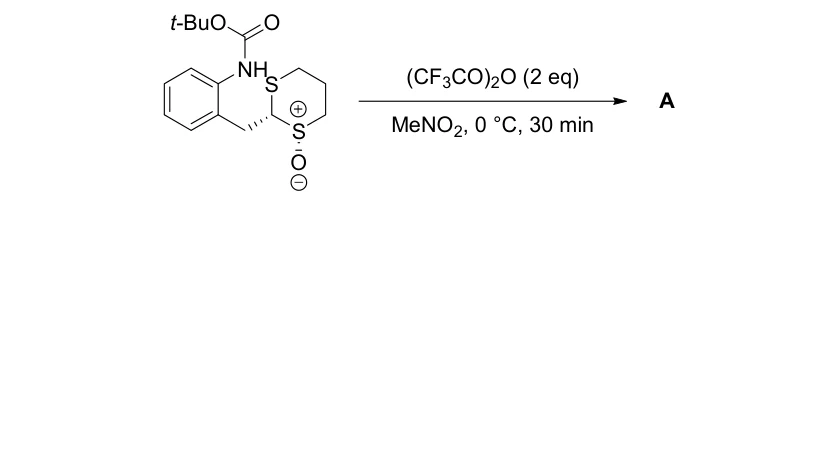 t-BuO O
NH
S
(CF3CO)2O (2 eq)
A
⊕
S
MeNO2, 0 °C, 30 min
O
⊖